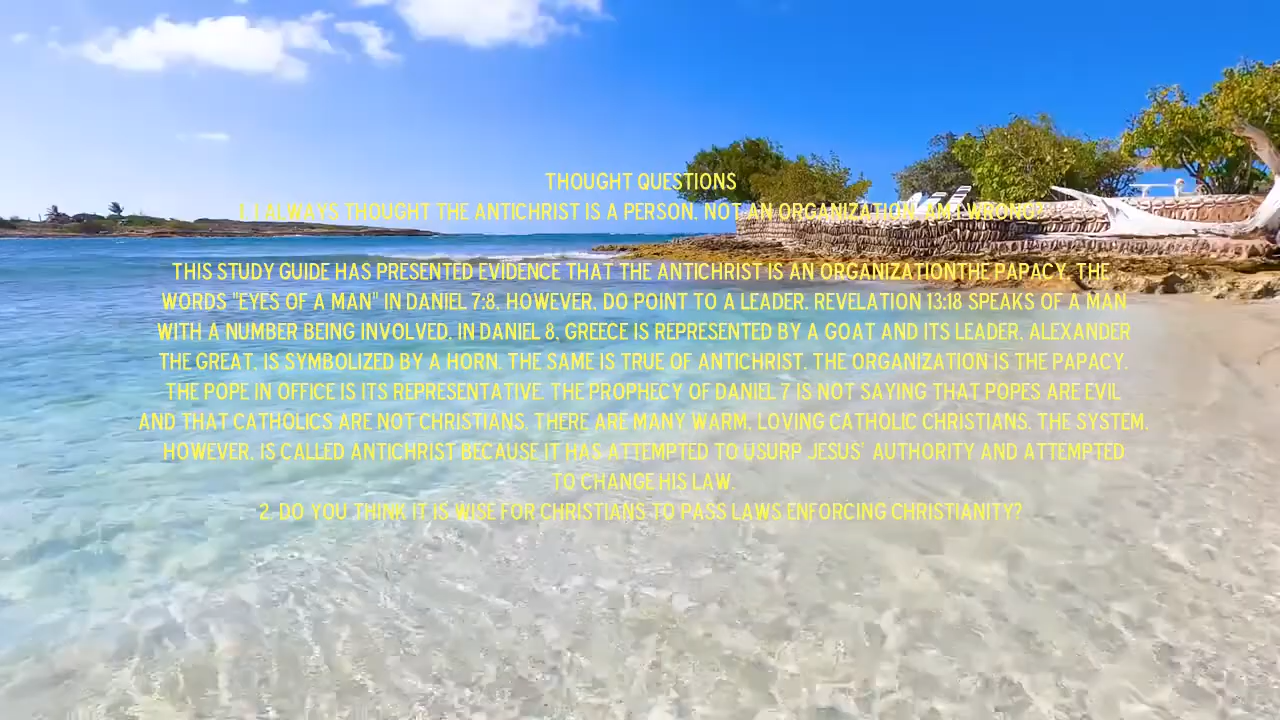 THOUGHT QUESTIONS
1. I ALWAYS THOUGHT THE ANTICHRIST IS A PERSON, NOT AN ORGANIZATION. AM I WRONG?
THIS STUDY GUIDE HAS PRESENTED EVIDENCE THAT THE ANTICHRIST IS AN ORGANIZATIONTHE PAPACY. THE
WORDS "EYES OF A MAN" IN DANIEL 7:8, HOWEVER, DO POINT TO A LEADER. REVELATION 13:18 SPEAKS OF A MAN
WITH A NUMBER BEING INVOLVED. IN DANIEL 8, GREECE IS REPRESENTED BY A GOAT AND ITS LEADER, ALEXANDER
THE GREAT, IS SYMBOLIZED BY A HORN. THE SAME IS TRUE OF ANTICHRIST. THE ORGANIZATION IS THE PAPACY.
THE POPE IN OFFICE IS ITS REPRESENTATIVE. THE PROPHECY OF DANIEL 7 IS NOT SAYING THAT POPES ARE EVIL
AND THAT CATHOLICS ARE NOT CHRISTIANS. THERE ARE MANY WARM, LOVING CATHOLIC CHRISTIANS. THE SYSTEM,
HOWEVER, IS CALLED ANTICHRIST BECAUSE IT HAS ATTEMPTED TO USURP JESUS' AUTHORITY AND ATTEMPTED
TO CHANGE HIS LAW.
2. DO YOU THINK IT IS WISE FOR CHRISTIANS TO PASS LAWS ENFORCING CHRISTIANITY?